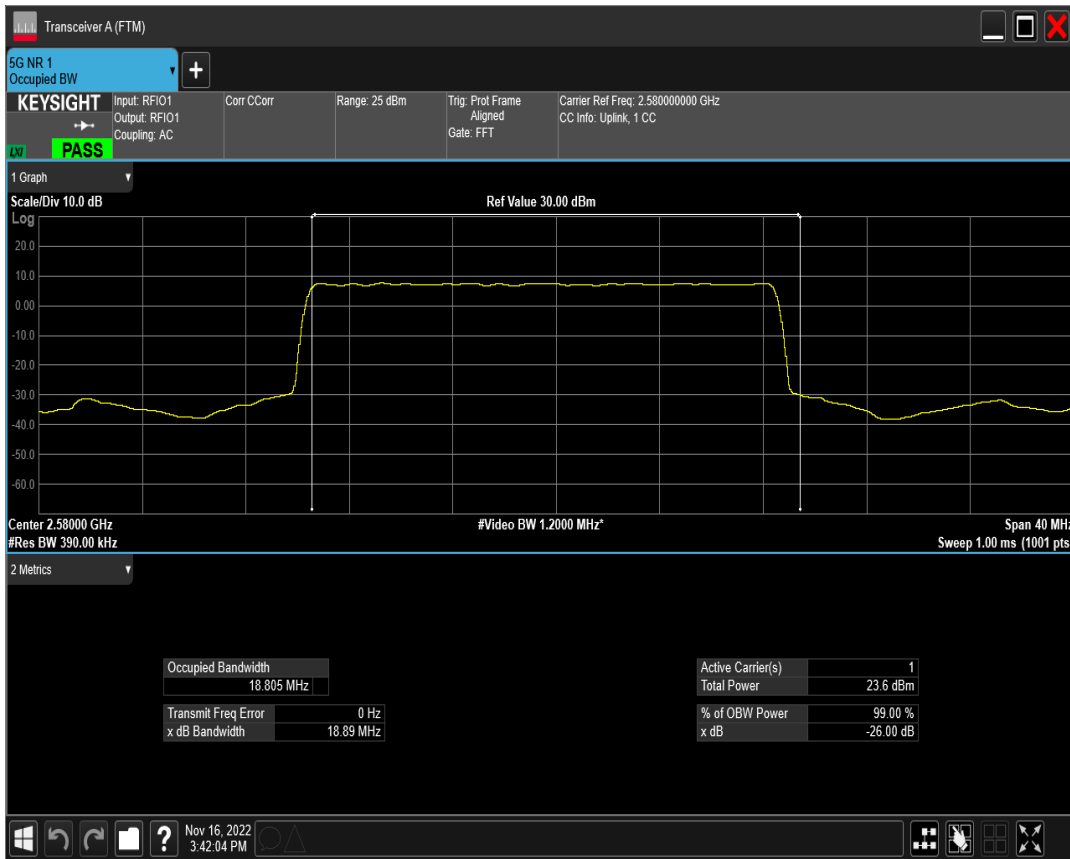 Transceiver A (FTM)
5G NR 1
Occupied BW
+
KEYSIGHT
LXI
PASS
Input: RFIO1
Output: RFIO1
Coupling: AC
Corr CCorr
Range: 25 dBm
Trig: Prot Frame
Aligned
Gate: FFT
Carrier Ref Freq: 2.580000000 GHz
CC Info: Uplink, 1 CC
1 Graph
Scale/Div 10.0 dB
Ref Value 30.00 dBm
Log
20.0
10.0
0.00
-10.0
-20.0
-30.0
-40.0
-50.0
-60.0
Center 2.58000 GHz
#Video BW 1.2000 MHz*
Span 40 MHz
#Res BW 390.00 kHz
Sweep 1.00 ms (1001 pts
2 Metrics
Occupied Bandwidth
18.805 MHz
Transmit Freq Error 0 Hz
x dB Bandwidth 18.89 MHz
Active Carrier(s) 1
Total Power 23.6 dBm
% of OBW Power 99.00 %
x dB -26.00 dB
?
Nov 16, 2022
3:42:04 PM